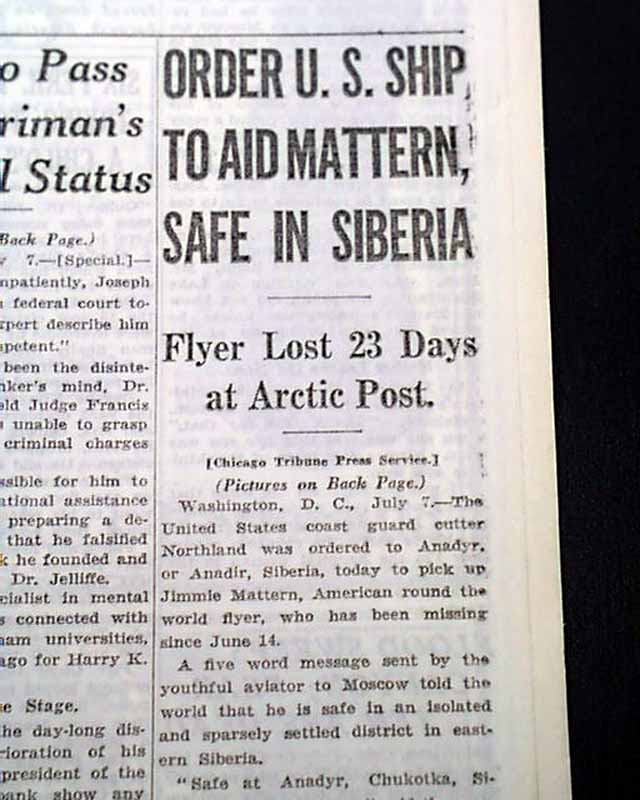 o Pass
riman's
l Status
Back Page.)
7.—[Special.]—
mpatiently, Joseph
federal court to-
xpert describe him
petent."
been the disinte-
nker's mind, Dr.
eld Judge Francis
unable to grasp
criminal charges
ssible for him to
ational assistance
preparing a de-
that he falsified
k he founded and
Dr. Jelliffe.
cialist in mental
s connected with
am universities,
ago for Harry K.
e Stage.
he day-long dis-
rioration of his
president of the
bank show any
ORDER U. S. SHIP
TO AID MATTERN,
SAFE IN SIBERIA
Flyer Lost 23 Days
at Arctic Post.
[Chicago Tribune Press Service.]
(Pictures on Back Page.)
Washington, D. C., July 7.—The
United States coast guard cutter
Northland was ordered to Anadyr,
or Anadir, Siberia, today to pick up
Jimmie Mattern, American round the
world flyer, who has been missing
since June 14.
A five word message sent by the
youthful aviator to Moscow told the
world that he is safe in an isolated
and sparsely settled district in east-
ern Siberia.
"Safe at Anadyr, Chukotka, Si-